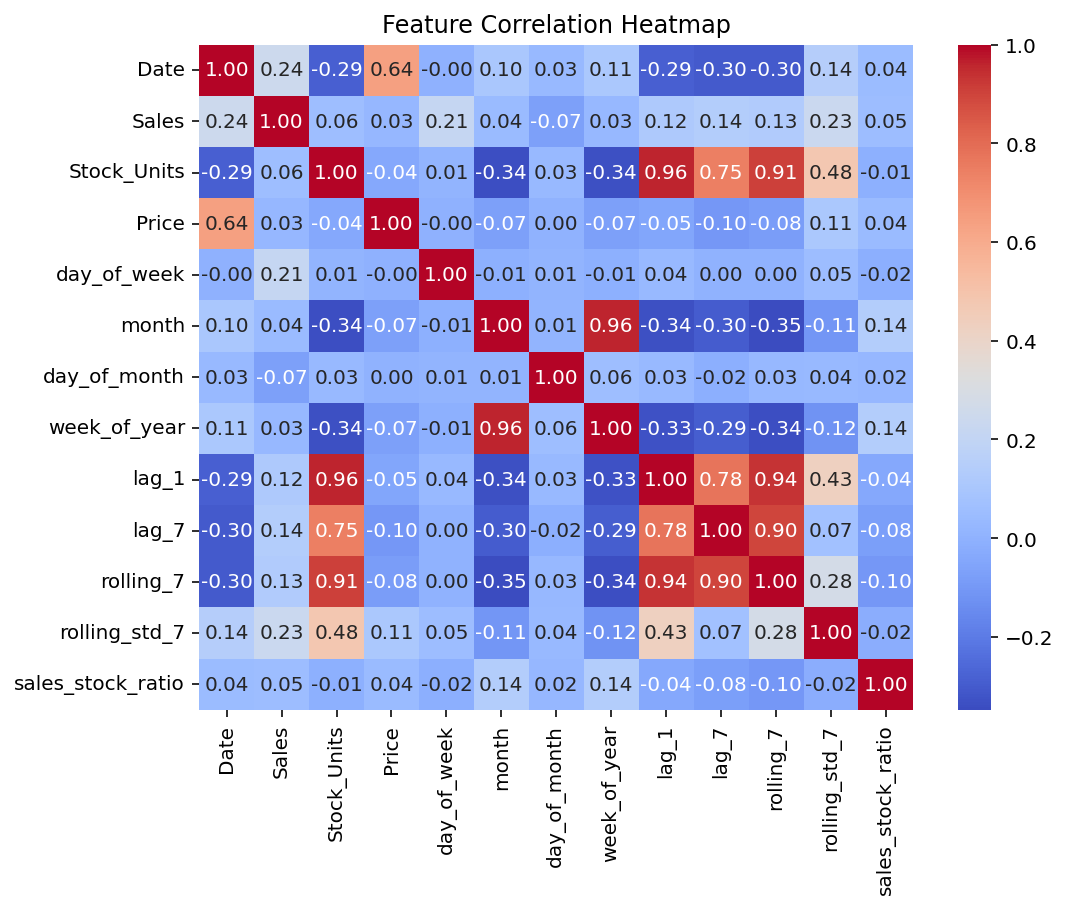 Feature Correlation Heatmap
Date 1.00 0.24 -0.29 0.64 -0.00 0.10 0.03 0.11 -0.29 -0.30 -0.30 0.14 0.04
Sales 0.24 1.00 0.06 0.03 0.21 0.04 -0.07 0.03 0.12 0.14 0.13 0.23 0.05
Stock_Units -0.29 0.06 1.00 -0.04 0.01 -0.34 0.03 -0.34 0.96 0.75 0.91 0.48 -0.01
Price 0.64 0.03 -0.04 1.00 -0.00 -0.07 0.00 -0.07 -0.05 -0.10 -0.08 0.11 0.04
day_of_week -0.00 0.21 0.01 -0.00 1.00 -0.01 0.01 -0.01 0.04 0.00 0.00 0.05 -0.02
month 0.10 0.04 -0.34 -0.07 -0.01 1.00 0.01 0.96 -0.34 -0.30 -0.35 -0.11 0.14
day_of_month 0.03 -0.07 0.03 0.00 0.01 0.01 1.00 0.06 0.03 -0.02 0.03 0.04 0.02
week_of_year 0.11 0.03 -0.34 -0.07 -0.01 0.96 0.06 1.00 -0.33 -0.29 -0.34 -0.12 0.14
lag_1 -0.29 0.12 0.96 -0.05 0.04 -0.34 0.03 -0.33 1.00 0.78 0.94 0.43 -0.04
lag_7 -0.30 0.14 0.75 -0.10 0.00 -0.30 -0.02 -0.29 0.78 1.00 0.90 0.07 -0.08
rolling_7 -0.30 0.13 0.91 -0.08 0.00 -0.35 0.03 -0.34 0.94 0.90 1.00 0.28 -0.10
rolling_std_7 0.14 0.23 0.48 0.11 0.05 -0.11 0.04 -0.12 0.43 0.07 0.28 1.00 -0.02
sales_stock_ratio 0.04 0.05 -0.01 0.04 -0.02 0.14 0.02 0.14 -0.04 -0.08 -0.10 -0.02 1.00
Date Sales Stock_Units Price day_of_week month day_of_month week_of_year lag_1 lag_7 rolling_7 rolling_std_7 sales_stock_ratio
1.0
0.8
0.6
0.4
0.2
0.0
−0.2